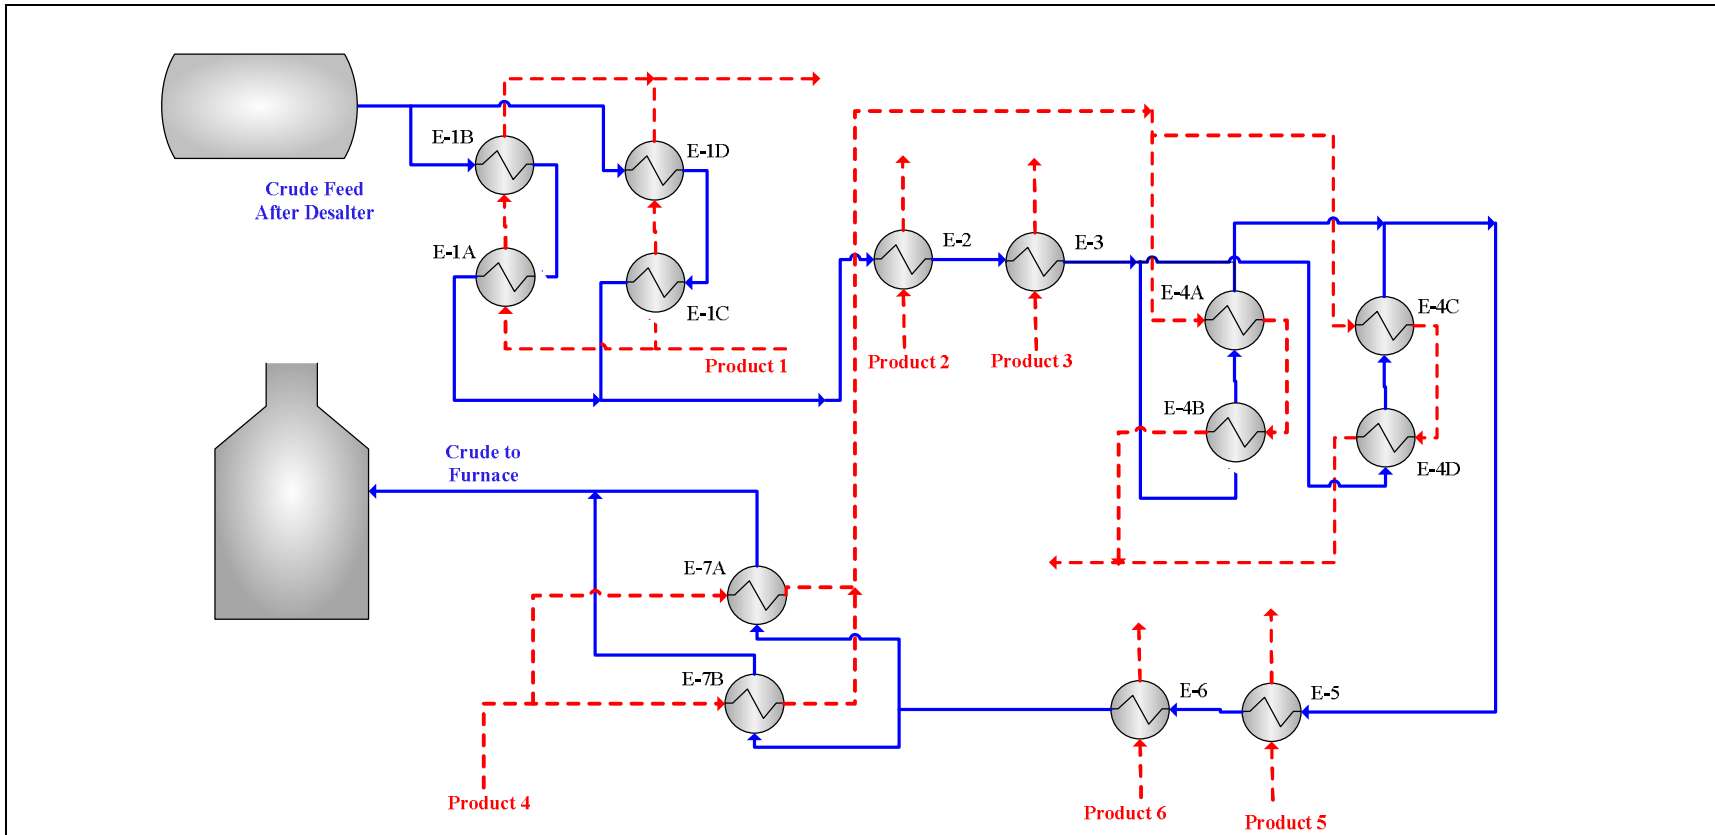 E-1B
E-1D
Crude Feed
After Desalter
E-1A
E-1C
Product 1
E-2
E-3
Product 2
Product 3
E-4A
E-4C
E-4B
E-4D
Crude to
Furnace
E-7A
E-7B
Product 4
E-6
E-5
Product 6
Product 5